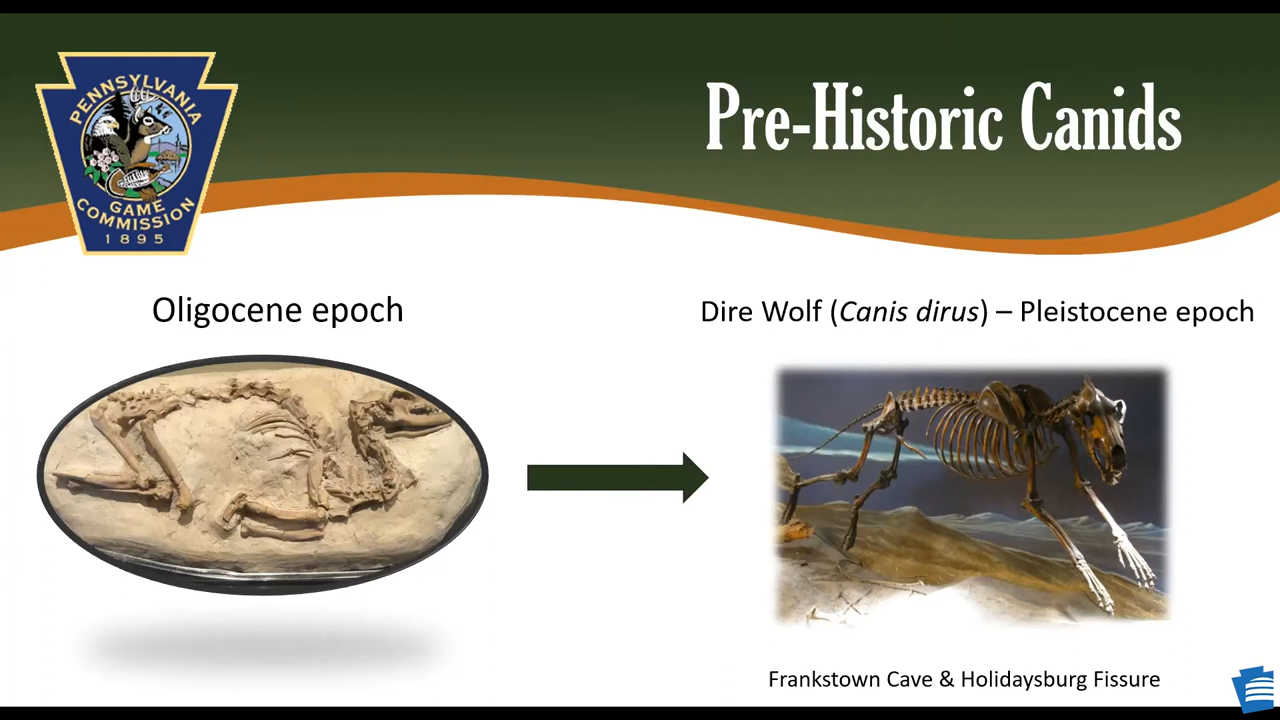 PENNSYLVANIA
GAME
COMMISSION
1895
Pre-Historic Canids
Oligocene epoch
Dire Wolf (Canis dirus) – Pleistocene epoch
Frankstown Cave & Holidaysburg Fissure